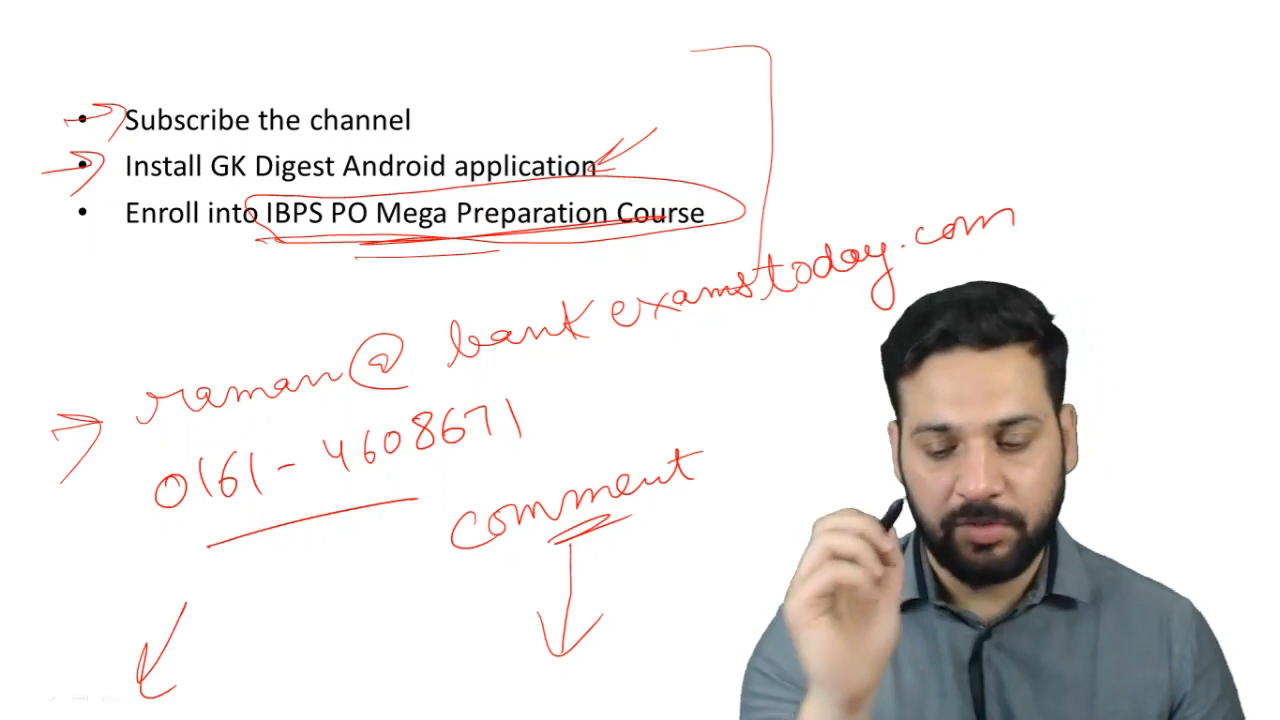 • Subscribe the channel
• Install GK Digest Android application
• Enroll into IBPS PO Mega Preparation Course
raman@bankexamstoday.com
0161-4608671
comment